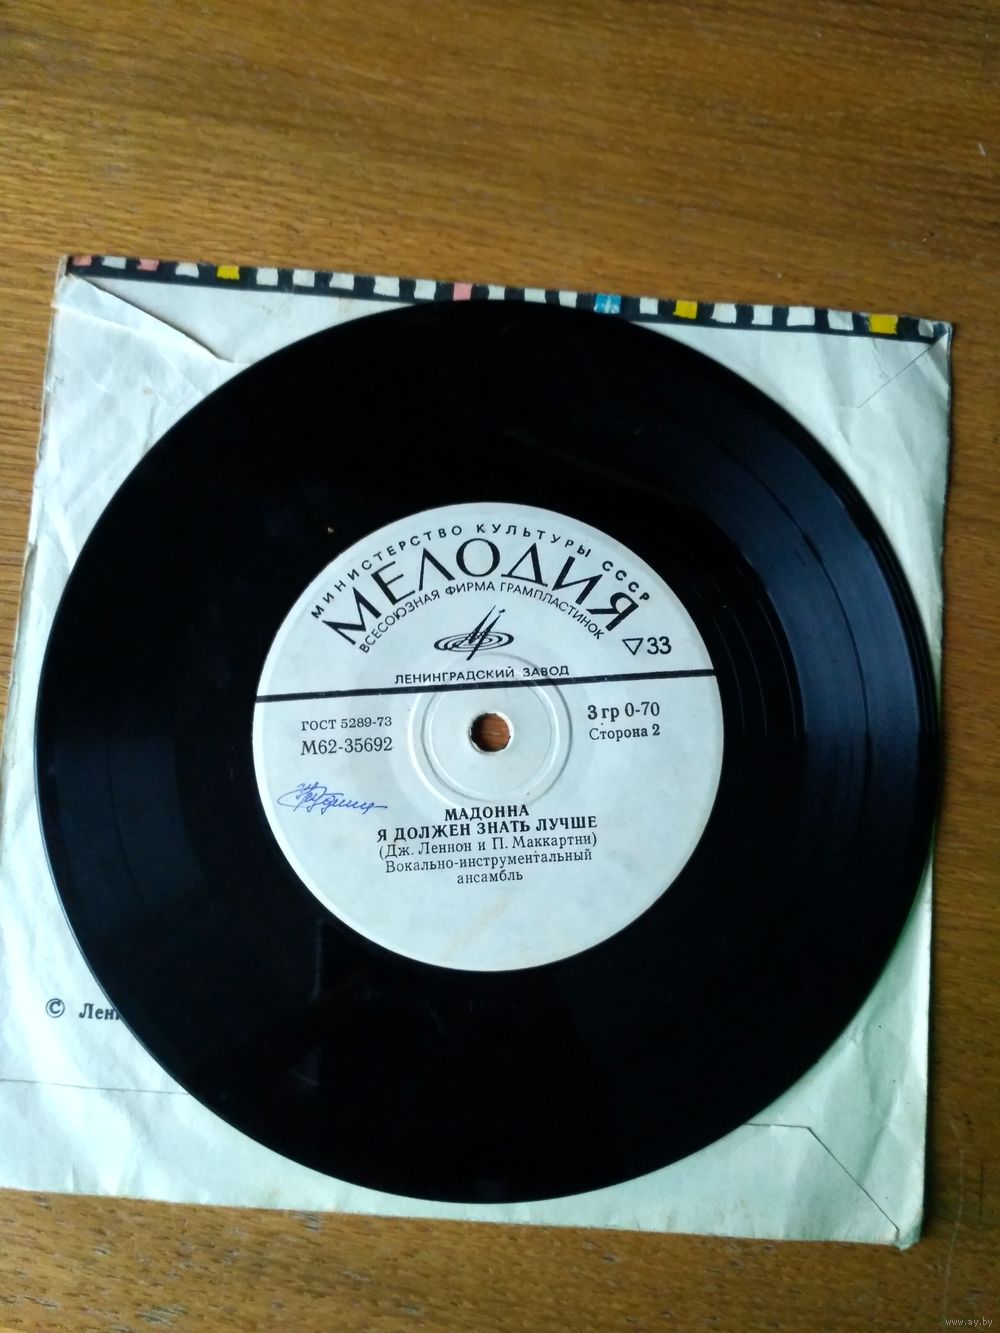 МИНИСТЕРСТВО КУЛЬТУРЫ СССР
МЕЛОДИЯ
ВСЕСОЮЗНАЯ ФИРМА ГРАМПЛАСТИНОК
33
ЛЕНИНГРАДСКИЙ ЗАВОД
ГОСТ 5289-73
М62-35692
3 гр 0-70
Сторона 2
МАДОННА
Я ДОЛЖЕН ЗНАТЬ ЛУЧШЕ
(Дж. Леннон и П. Маккартни)
Вокально-инструментальный
ансамбль
©
www.ay.by